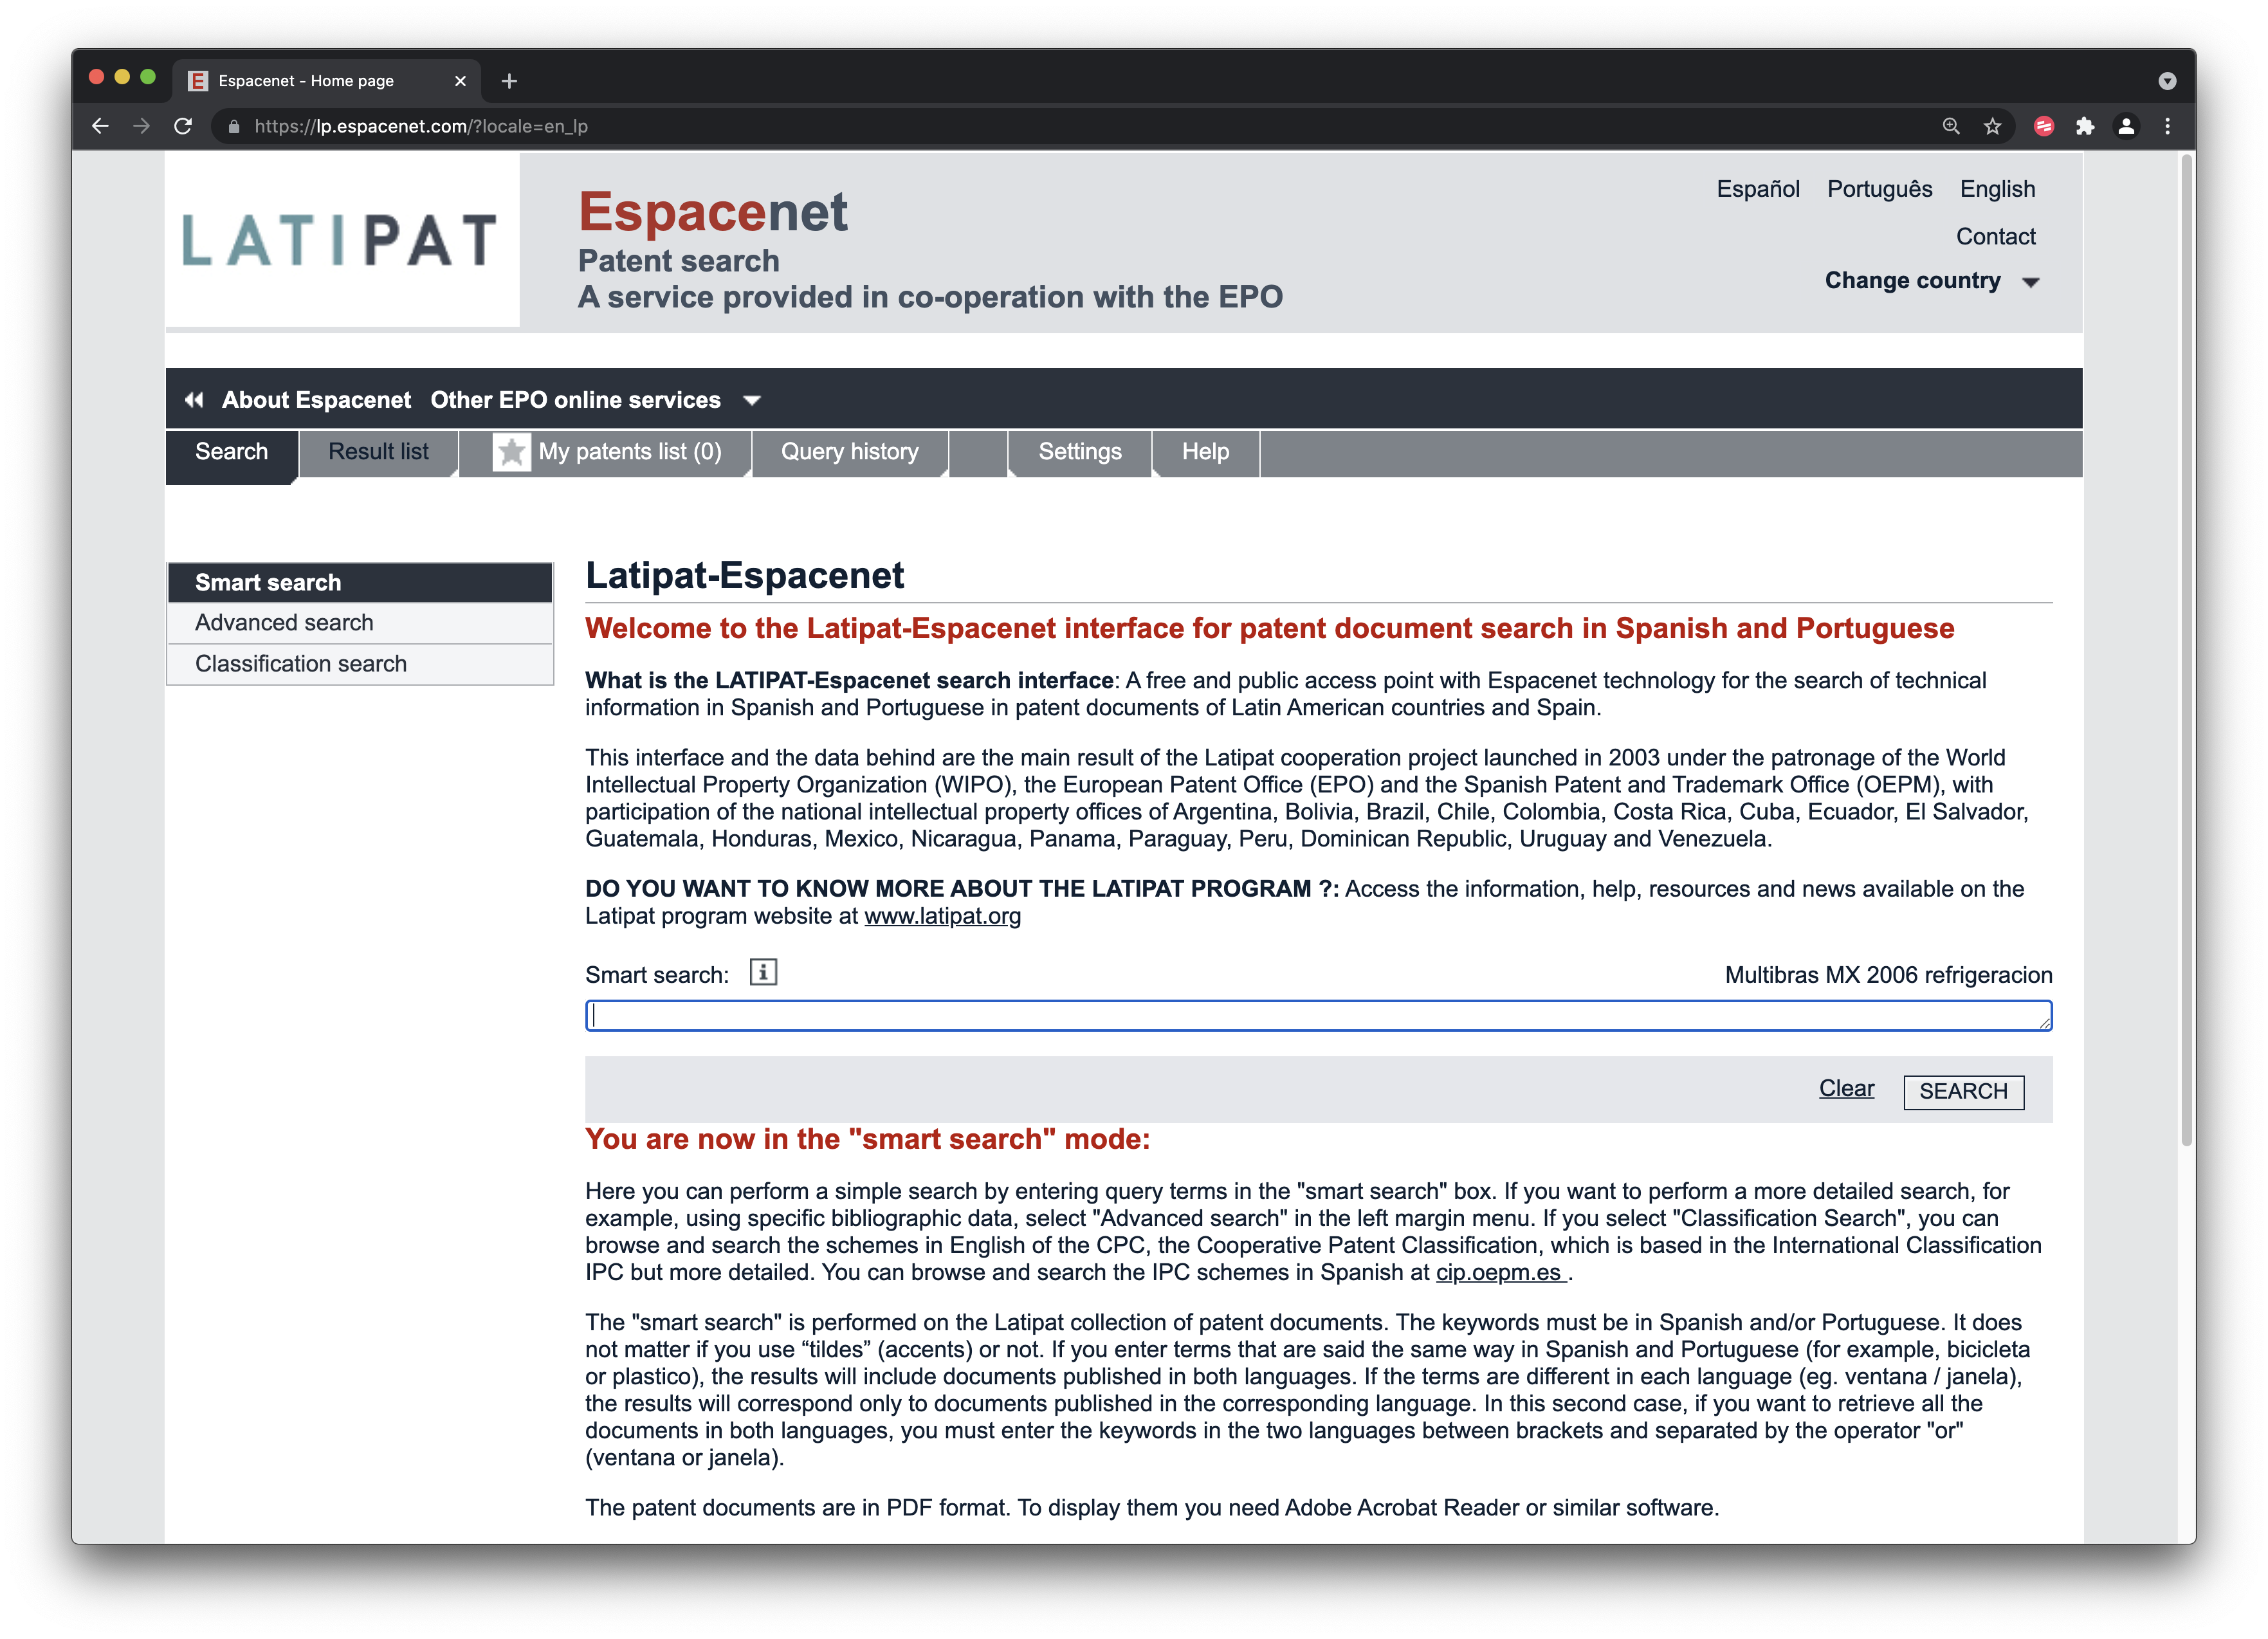 Espacenet - Home page
https://lp.espacenet.com/?locale=en_lp
LATIPAT
Espacenet
Patent search
A service provided in co-operation with the EPO
Español Português English
Contact
Change country
About Espacenet Other EPO online services
Search Result list My patents list (0) Query history Settings Help
Smart search
Advanced search
Classification search
Latipat-Espacenet
Welcome to the Latipat-Espacenet interface for patent document search in Spanish and Portuguese
What is the LATIPAT-Espacenet search interface: A free and public access point with Espacenet technology for the search of technical
information in Spanish and Portuguese in patent documents of Latin American countries and Spain.
This interface and the data behind are the main result of the Latipat cooperation project launched in 2003 under the patronage of the World
Intellectual Property Organization (WIPO), the European Patent Office (EPO) and the Spanish Patent and Trademark Office (OEPM), with
participation of the national intellectual property offices of Argentina, Bolivia, Brazil, Chile, Colombia, Costa Rica, Cuba, Ecuador, El Salvador,
Guatemala, Honduras, Mexico, Nicaragua, Panama, Paraguay, Peru, Dominican Republic, Uruguay and Venezuela.
DO YOU WANT TO KNOW MORE ABOUT THE LATIPAT PROGRAM ?: Access the information, help, resources and news available on the
Latipat program website at www.latipat.org
Smart search: i Multibras MX 2006 refrigeracion
Clear SEARCH
You are now in the "smart search" mode:
Here you can perform a simple search by entering query terms in the "smart search" box. If you want to perform a more detailed search, for
example, using specific bibliographic data, select "Advanced search" in the left margin menu. If you select "Classification Search", you can
browse and search the schemes in English of the CPC, the Cooperative Patent Classification, which is based in the International Classification
IPC but more detailed. You can browse and search the IPC schemes in Spanish at cip.oepm.es .
The "smart search" is performed on the Latipat collection of patent documents. The keywords must be in Spanish and/or Portuguese. It does
not matter if you use “tildes” (accents) or not. If you enter terms that are said the same way in Spanish and Portuguese (for example, bicicleta
or plastico), the results will include documents published in both languages. If the terms are different in each language (eg. ventana / janela),
the results will correspond only to documents published in the corresponding language. In this second case, if you want to retrieve all the
documents in both languages, you must enter the keywords in the two languages between brackets and separated by the operator "or"
(ventana or janela).
The patent documents are in PDF format. To display them you need Adobe Acrobat Reader or similar software.